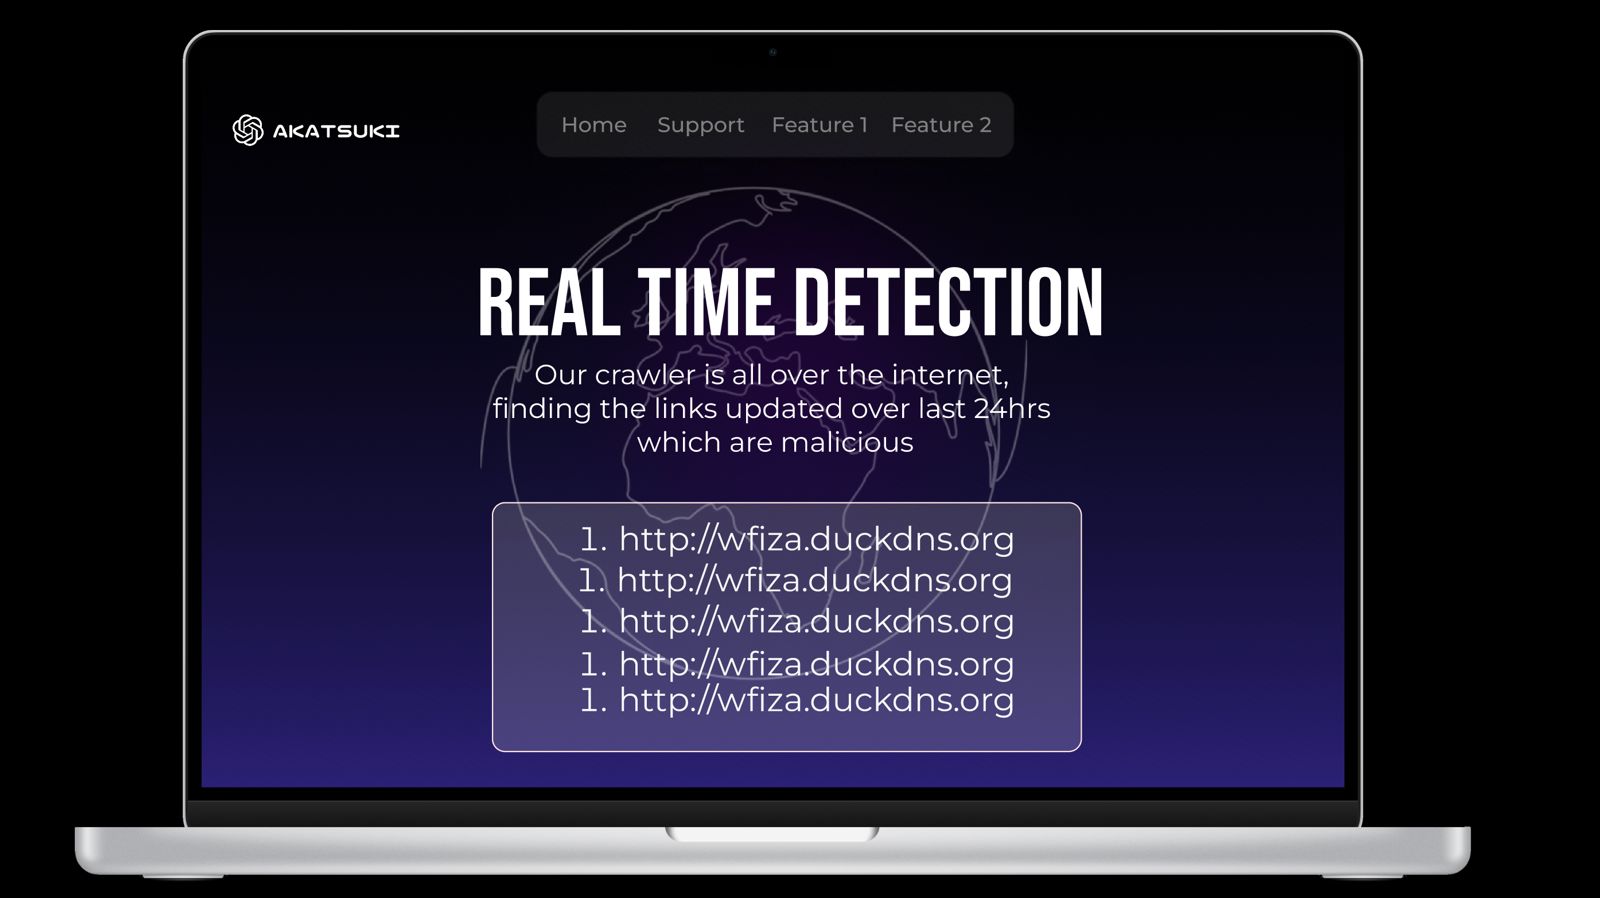 AKATSUKI
Home Support Feature 1 Feature 2
REAL TIME DETECTION
Our crawler is all over the internet,
finding the links updated over last 24hrs
which are malicious
1. http://wfiza.duckdns.org
1. http://wfiza.duckdns.org
1. http://wfiza.duckdns.org
1. http://wfiza.duckdns.org
1. http://wfiza.duckdns.org